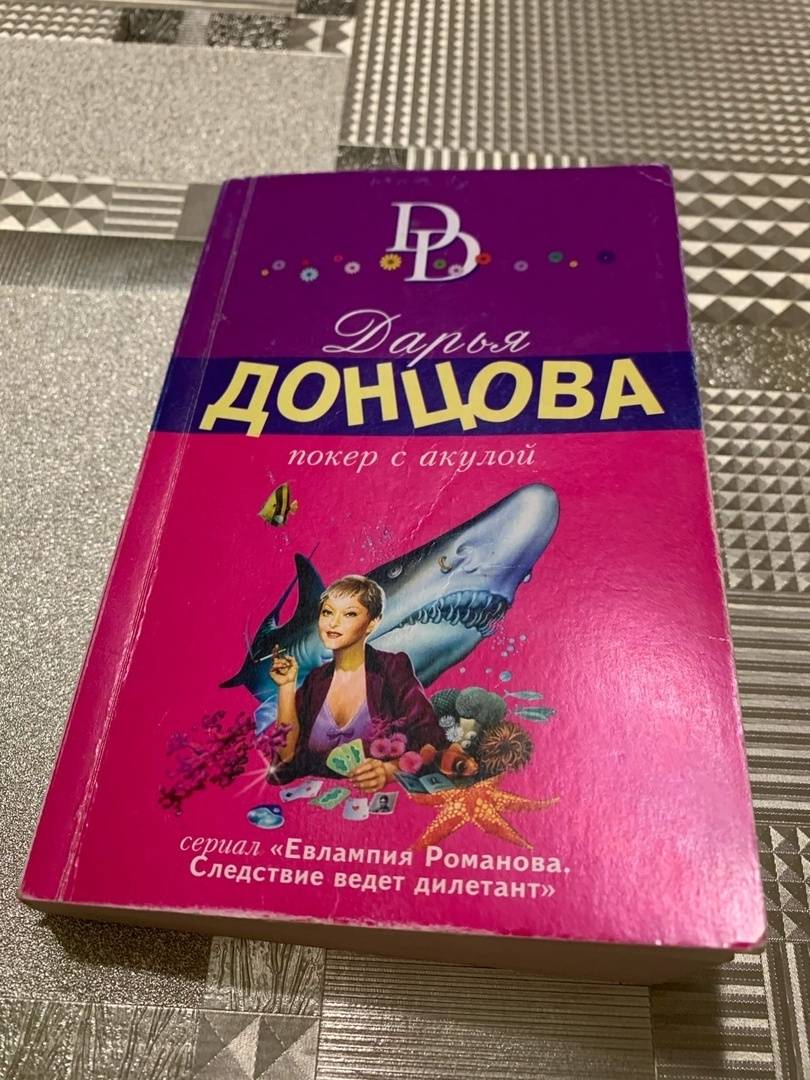 DD
Дарья
ДОНЦОВА
покер с акулой
сериал «Евлампия Романова.
Следствие ведет дилетант»